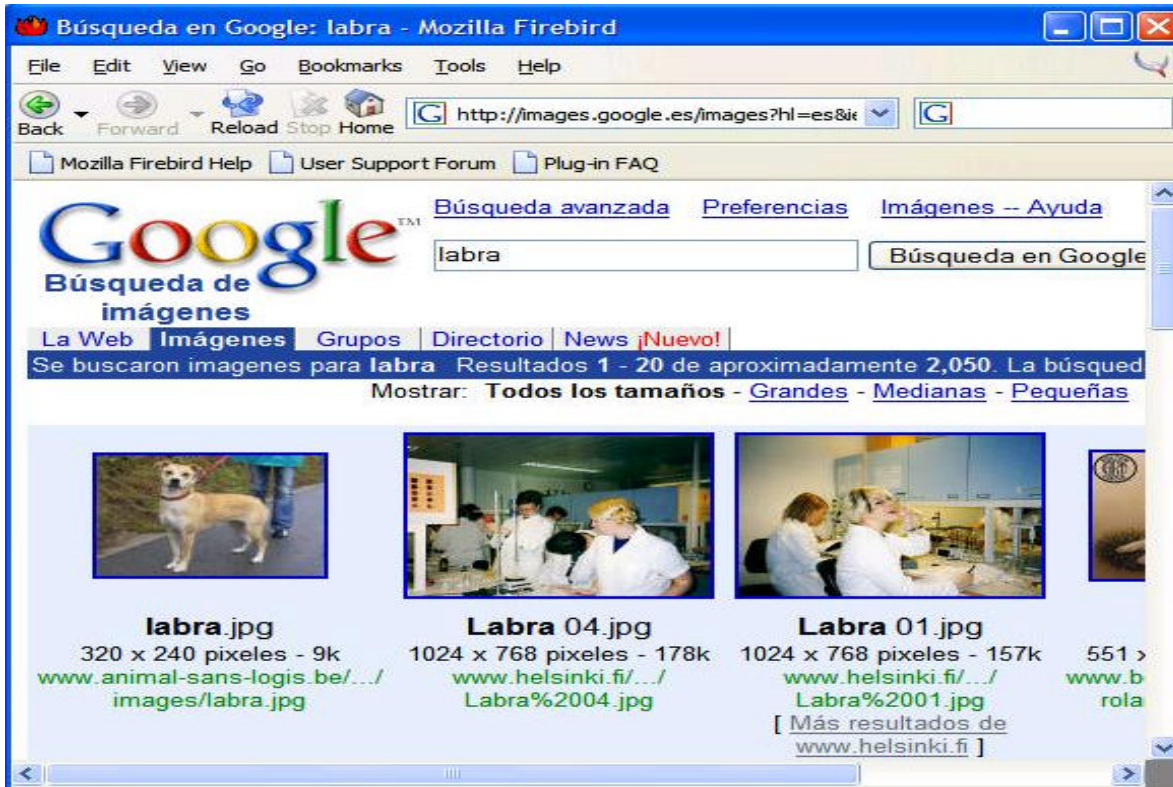 Búsqueda en Google: labra - Mozilla Firebird
File Edit View Go Bookmarks Tools Help
Back Forward Reload Stop Home G http://images.google.es/images?hl=es&ie G
Mozilla Firebird Help User Support Forum Plug-in FAQ
Google™
Búsqueda de
imágenes
Búsqueda avanzada Preferencias Imágenes -- Ayuda
labra Búsqueda en Google
La Web Imágenes Grupos Directorio News ¡Nuevo!
Se buscaron imagenes para labra Resultados 1 - 20 de aproximadamente 2,050. La búsqued
Mostrar: Todos los tamaños - Grandes - Medianas - Pequeñas
labra.jpg
320 x 240 pixeles - 9k
www.animal-sans-logis.be/.../
images/labra.jpg
Labra 04.jpg
1024 x 768 pixeles - 178k
www.helsinki.fi/.../
Labra%2004.jpg
Labra 01.jpg
1024 x 768 pixeles - 157k
www.helsinki.fi/.../
Labra%2001.jpg
[ Más resultados de
www.helsinki.fi ]
551 x
www.b
rola